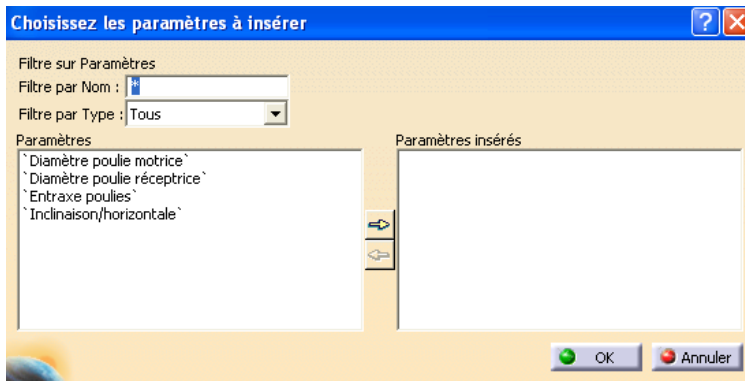 Choisissez les paramètres à insérer
Filtre sur Paramètres
Filtre par Nom : *
Filtre par Type : Tous
Paramètres
`Diamètre poulie motrice`
`Diamètre poulie réceptrice`
`Entraxe poulies`
`Inclinaison/horizontale`
Paramètres insérés
OK Annuler